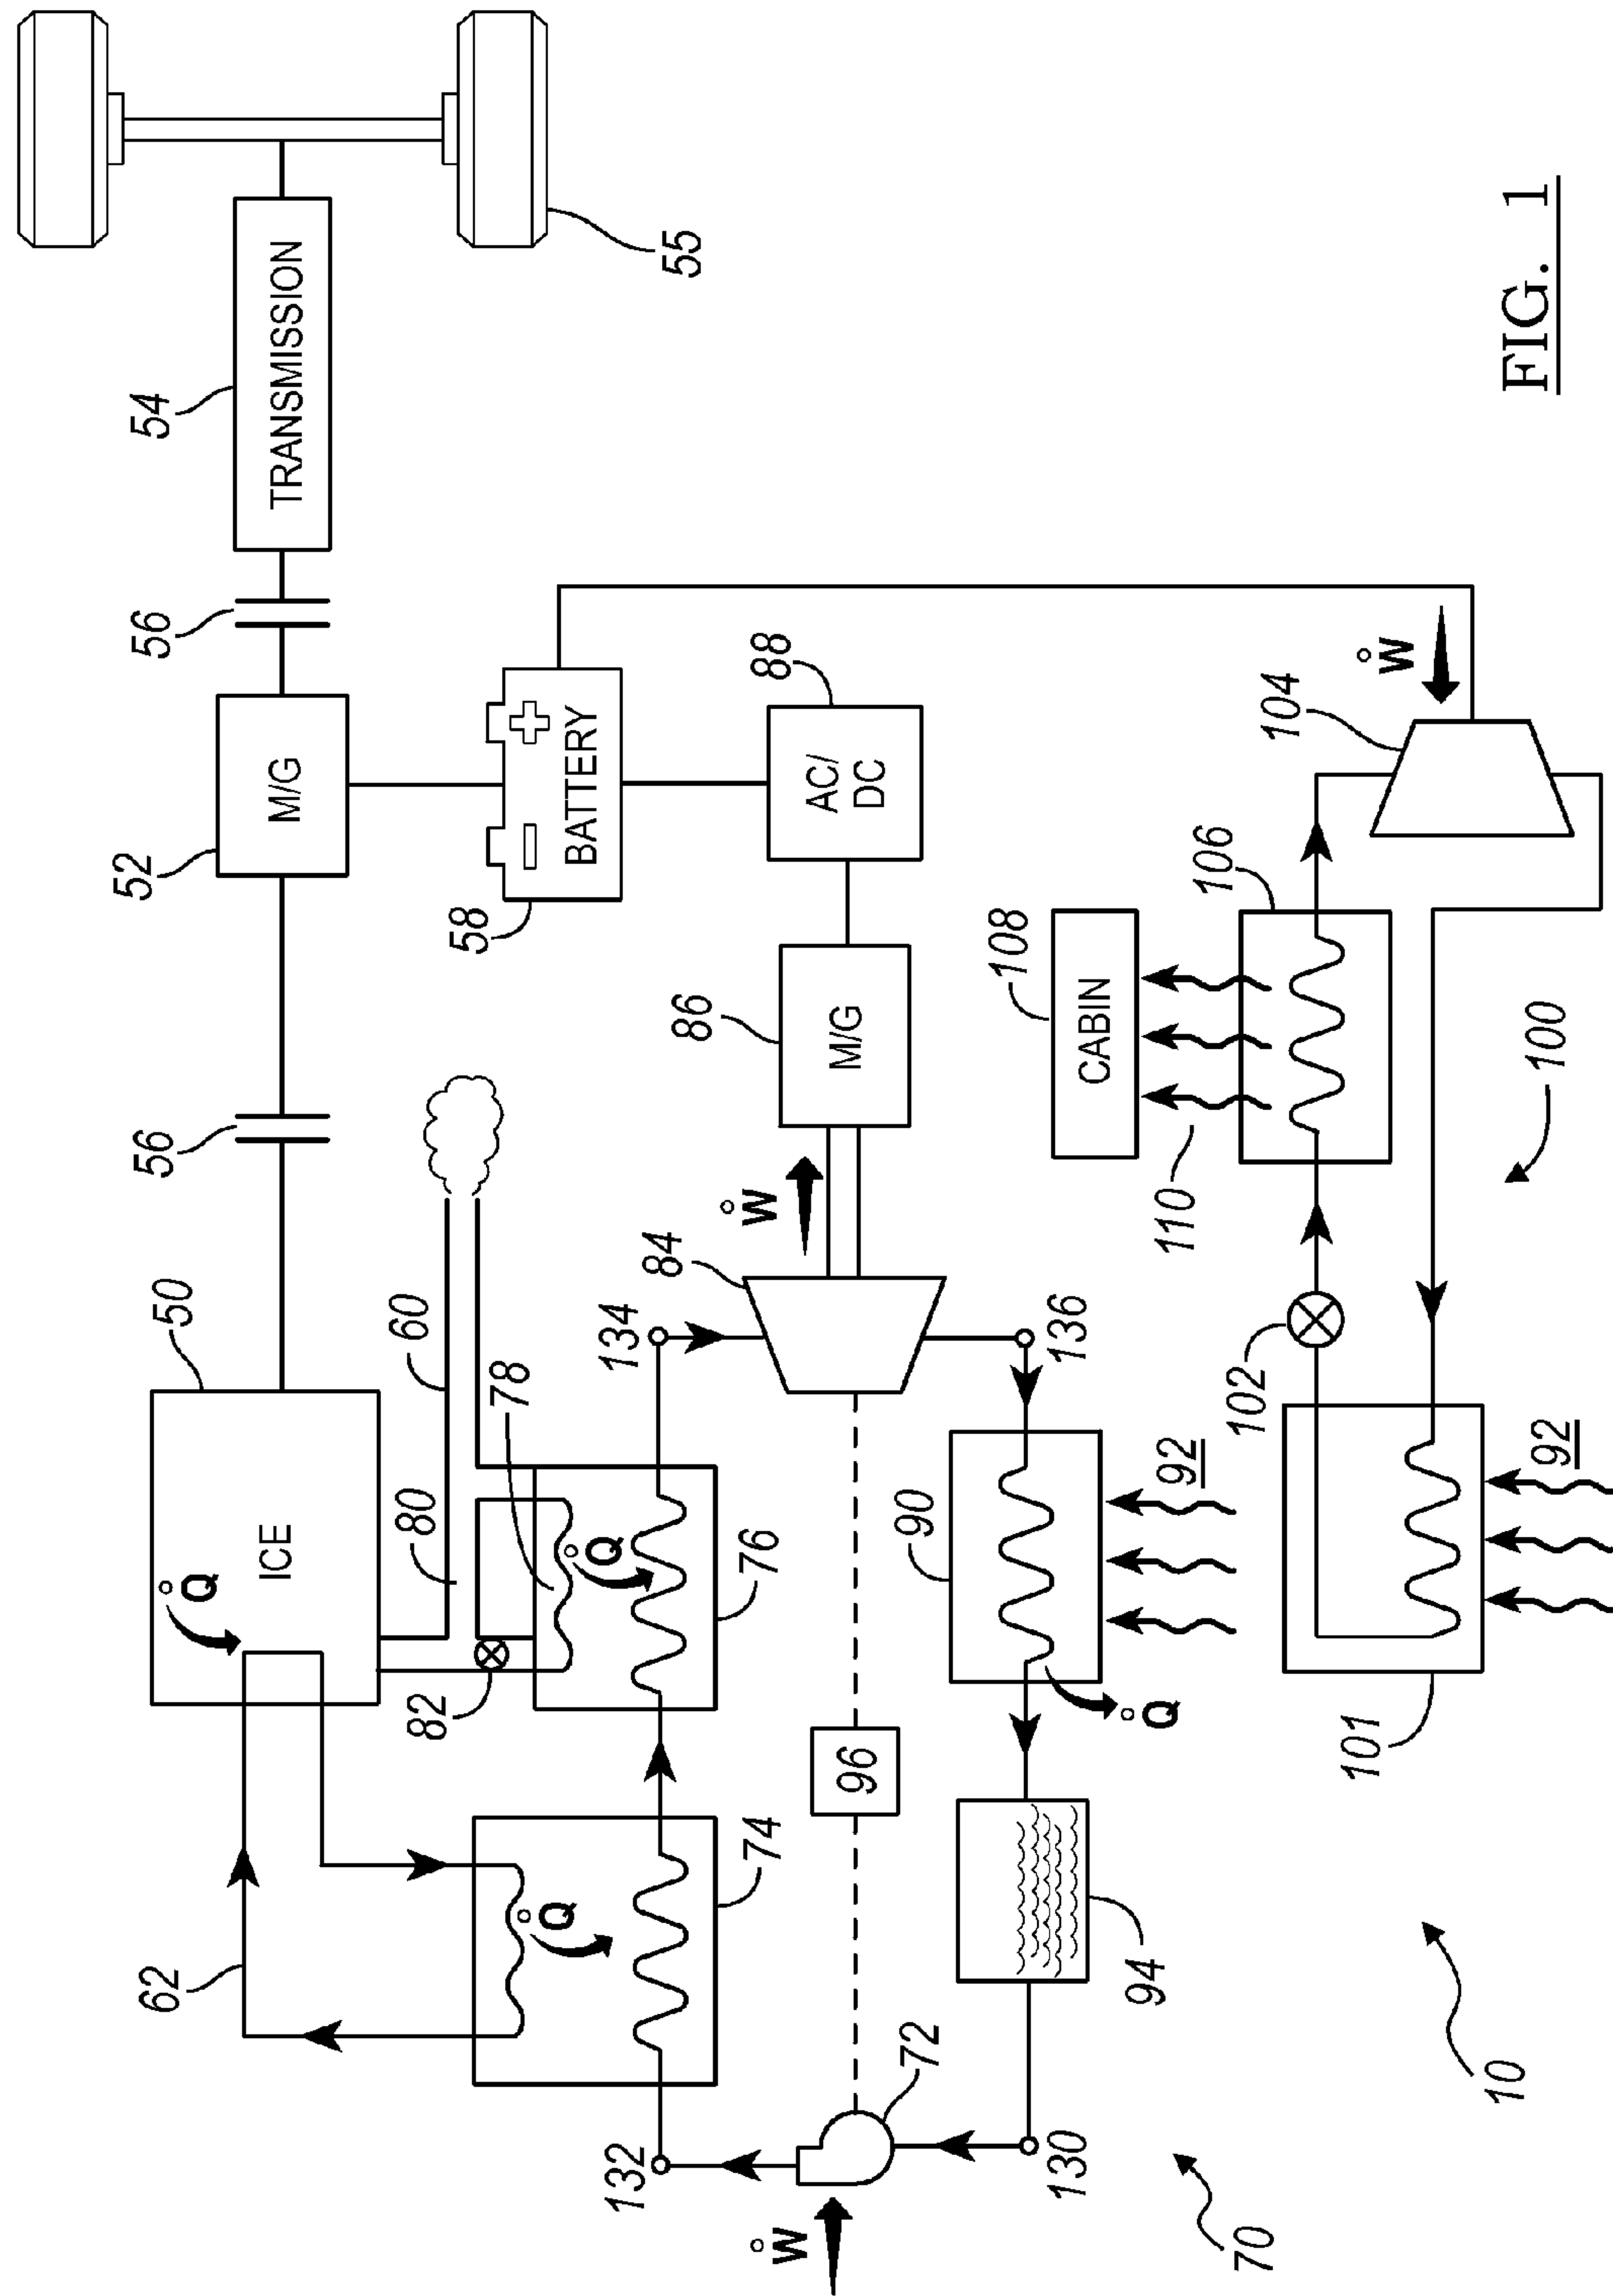 62
50
56
52
56
54
Q̊
ICE
M/G
TRANSMISSION
82
80
60
58
78
− +
BATTERY
55
Q̊
Q̊
132
134
84
86
88
74
76
W̊
W̊
96
M/G
AC/
DC
72
90
108
CABIN
130
136
94
Q̊
92
110
106
70
102
104
101
W̊
10
92
100
FIG. 1